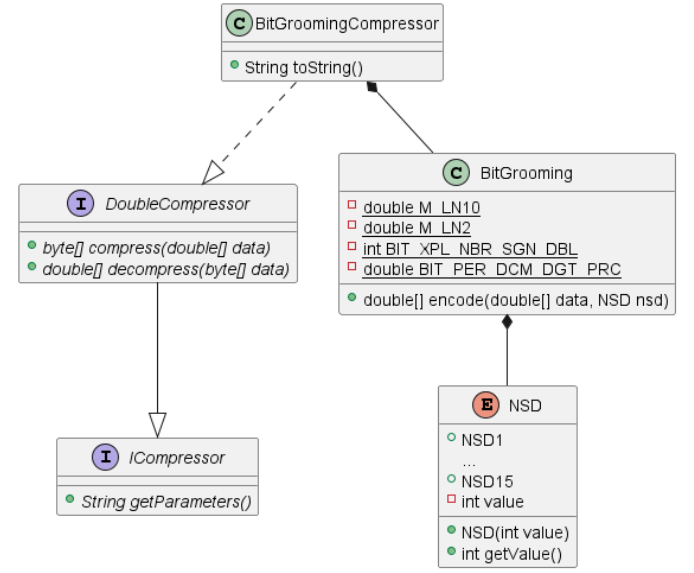 C BitGroomingCompressor
String toString()
I DoubleCompressor
byte[] compress(double[] data)
double[] decompress(byte[] data)
C BitGrooming
double M_LN10
double M_LN2
int BIT_XPL_NBR_SGN_DBL
double BIT_PER_DCM_DGT_PRC
double[] encode(double[] data, NSD nsd)
I ICompressor
String getParameters()
E NSD
NSD1
...
NSD15
int value
NSD(int value)
int getValue()